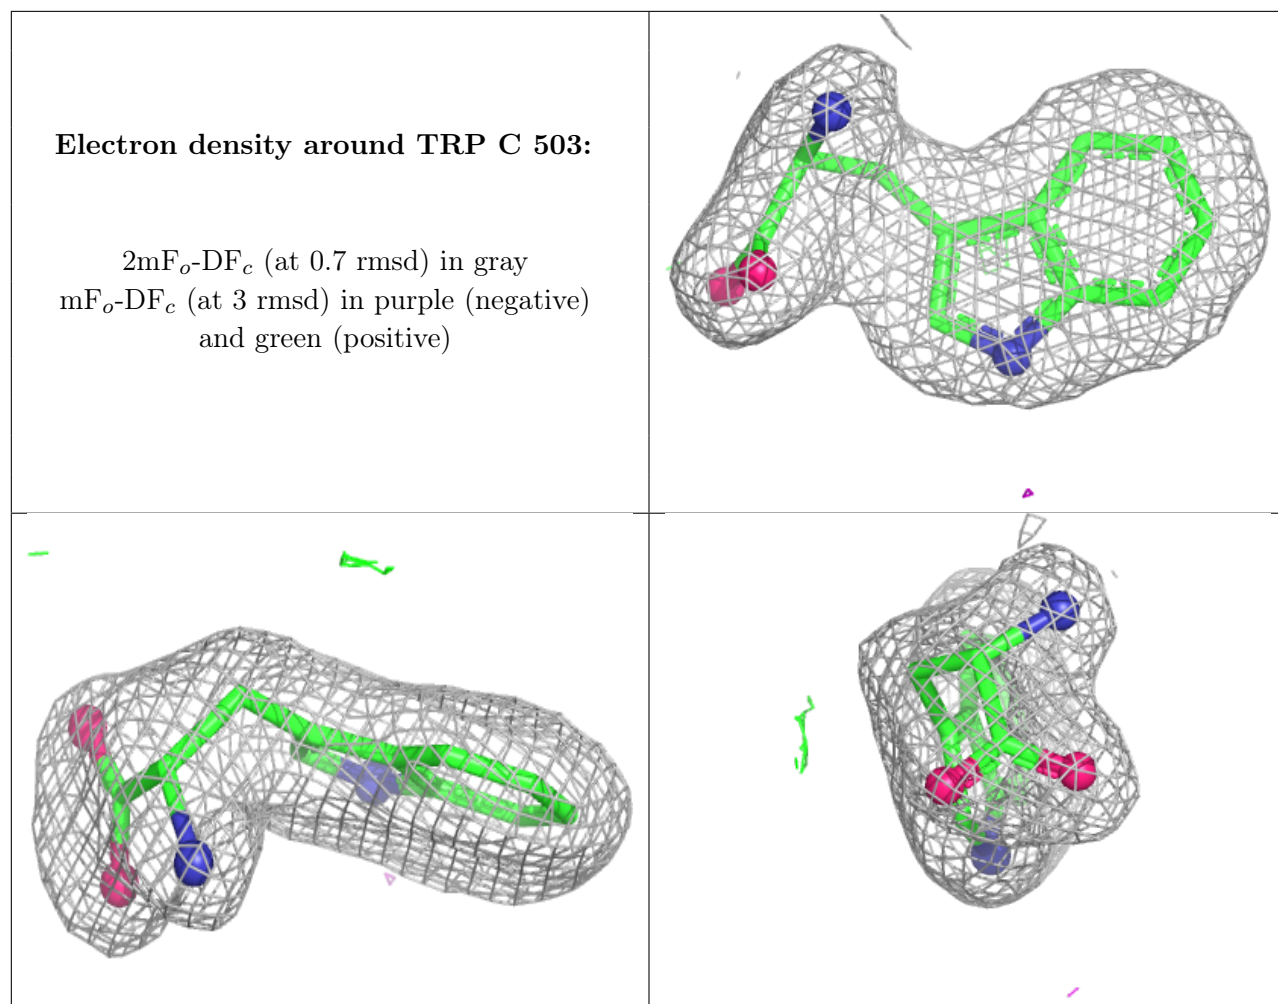 Electron density around TRP C 503:
2mFo-DFc (at 0.7 rmsd) in gray
mFo-DFc (at 3 rmsd) in purple (negative)
and green (positive)